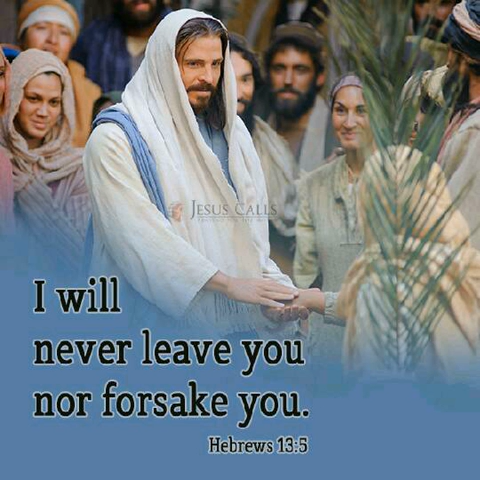 JESUS CALLS
I will
never leave you
nor forsake you.
Hebrews 13:5